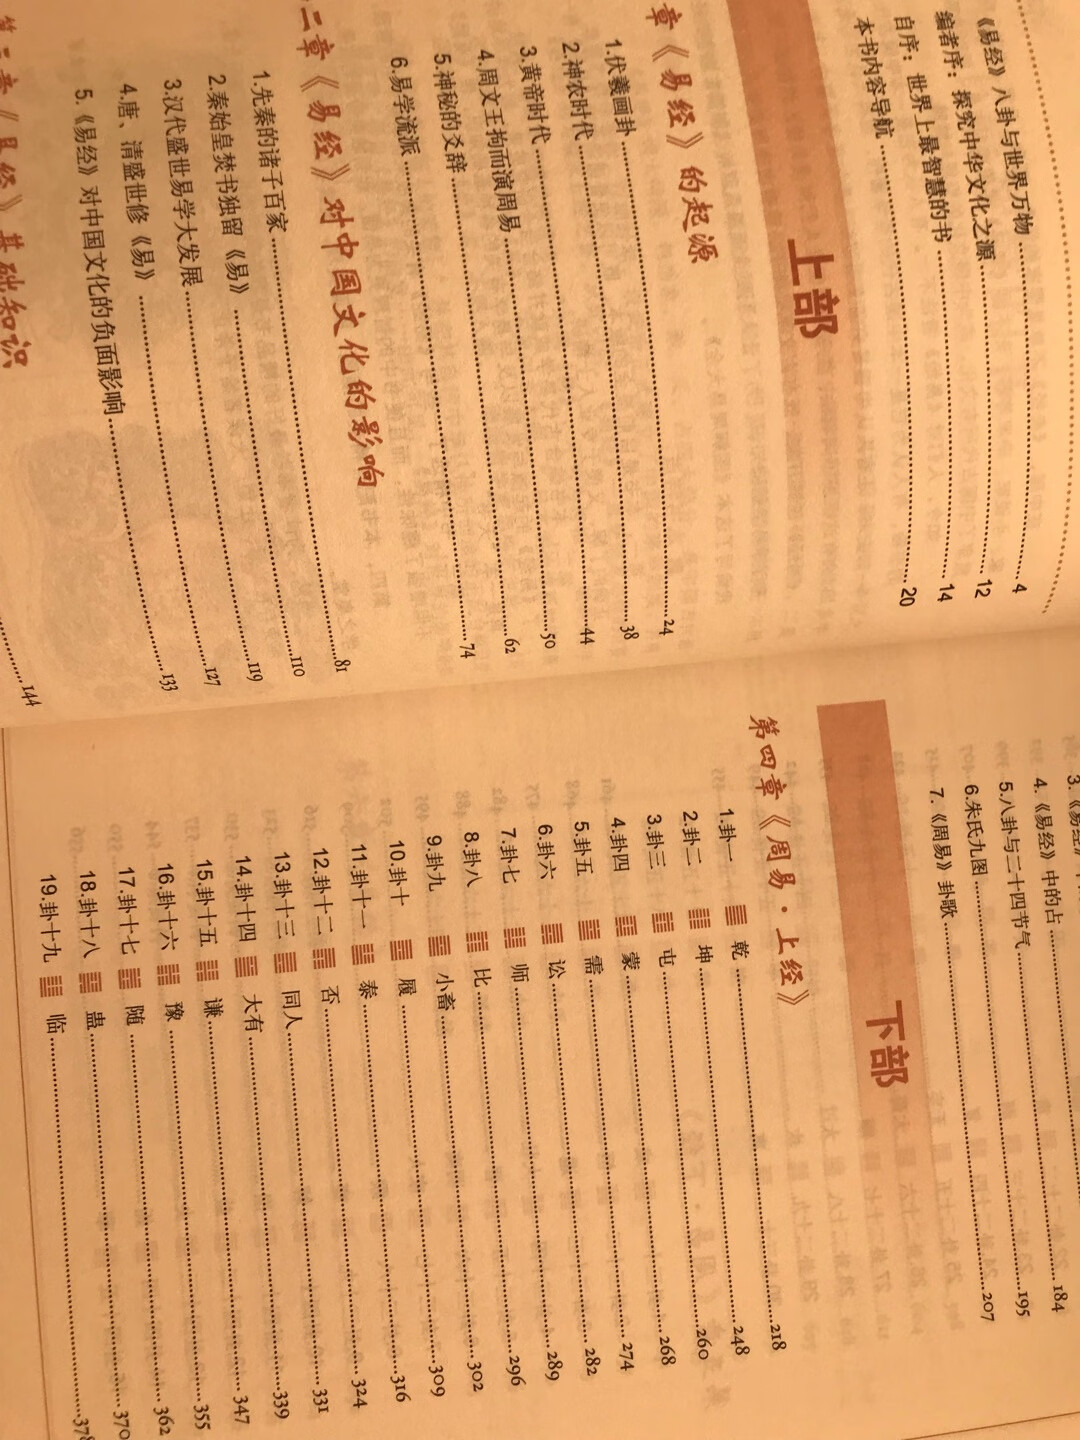 《易经》八卦与世界万物……4
编者序：探究中华文化之源……12
自序：世界上最智慧的书……14
本书内容导航……20
上部
章《易经》的起源
1.伏羲画卦……24
2.神农时代……38
3.黄帝时代……44
4.周文王拘而演周易……50
5.神秘的爻辞……62
6.易学流派……74
二章《易经》对中国文化的影响
1.先秦的诸子百家……81
2.秦始皇焚书独留《易》……110
3.汉代盛世易学大发展……119
4.唐、清盛世修《易》……127
5.《易经》对中国文化的负面影响……133
章《易经》基础知识
……144
3.《易经》
4.《易经》中的占
5.八卦与二十四节气……184
6.朱氏九图……195
7.《周易》卦歌……207
下部
第四章《周易·上经》
1.卦一 乾……218
2.卦二 坤……248
3.卦三 屯……260
4.卦四 蒙……268
5.卦五 需……274
6.卦六 讼……282
7.卦七 师……289
8.卦八 比……296
9.卦九 小畜……302
10.卦十 履……309
11.卦十一 泰……316
12.卦十二 否……324
13.卦十三 同人……331
14.卦十四 大有……339
15.卦十五 谦……347
16.卦十六 豫……355
17.卦十七 随……362
18.卦十八 蛊……370
19.卦十九 临……378